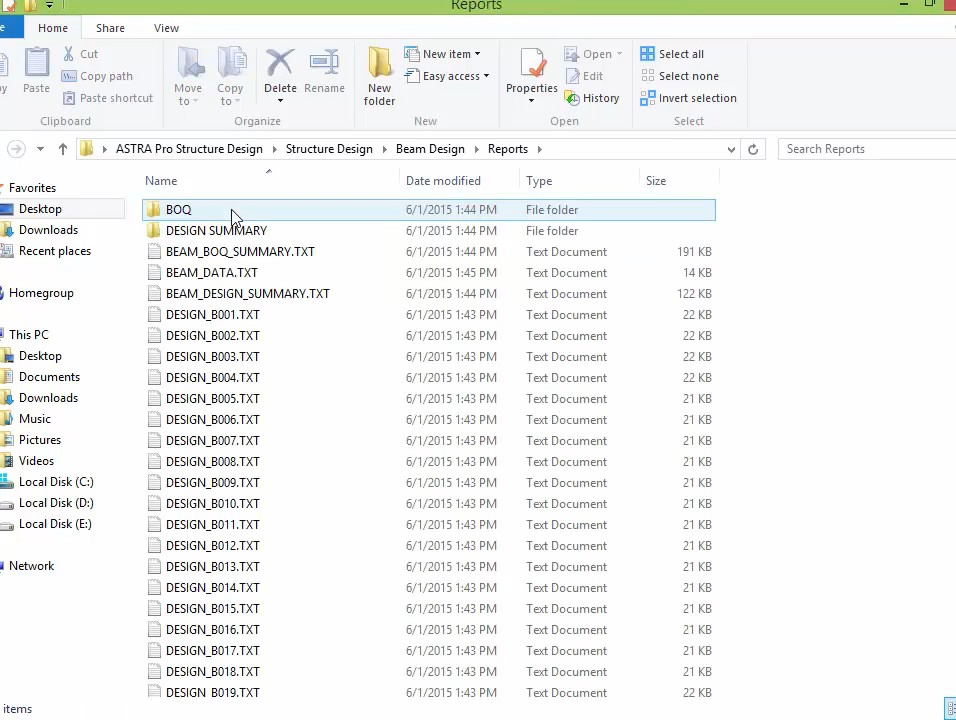 Reports
Home Share View
Paste
Cut
Copy path
Paste shortcut
Clipboard
Move to
Copy to
Delete
Rename
Organize
New folder
New item
Easy access
New
Properties
Open
Edit
History
Open
Select all
Select none
Invert selection
Select
ASTRA Pro Structure Design Structure Design Beam Design Reports
Search Reports
Favorites
Desktop
Downloads
Recent places
Homegroup
This PC
Desktop
Documents
Downloads
Music
Pictures
Videos
Local Disk (C:)
Local Disk (D:)
Local Disk (E:)
Network
Name Date modified Type Size
BOQ 6/1/2015 1:44 PM File folder
DESIGN SUMMARY 6/1/2015 1:44 PM File folder
BEAM_BOQ_SUMMARY.TXT 6/1/2015 1:44 PM Text Document 191 KB
BEAM_DATA.TXT 6/1/2015 1:45 PM Text Document 14 KB
BEAM_DESIGN_SUMMARY.TXT 6/1/2015 1:44 PM Text Document 122 KB
DESIGN_B001.TXT 6/1/2015 1:43 PM Text Document 22 KB
DESIGN_B002.TXT 6/1/2015 1:43 PM Text Document 22 KB
DESIGN_B003.TXT 6/1/2015 1:43 PM Text Document 22 KB
DESIGN_B004.TXT 6/1/2015 1:43 PM Text Document 22 KB
DESIGN_B005.TXT 6/1/2015 1:43 PM Text Document 21 KB
DESIGN_B006.TXT 6/1/2015 1:43 PM Text Document 21 KB
DESIGN_B007.TXT 6/1/2015 1:43 PM Text Document 21 KB
DESIGN_B008.TXT 6/1/2015 1:43 PM Text Document 21 KB
DESIGN_B009.TXT 6/1/2015 1:43 PM Text Document 21 KB
DESIGN_B010.TXT 6/1/2015 1:43 PM Text Document 21 KB
DESIGN_B011.TXT 6/1/2015 1:43 PM Text Document 21 KB
DESIGN_B012.TXT 6/1/2015 1:43 PM Text Document 21 KB
DESIGN_B013.TXT 6/1/2015 1:43 PM Text Document 21 KB
DESIGN_B014.TXT 6/1/2015 1:43 PM Text Document 21 KB
DESIGN_B015.TXT 6/1/2015 1:43 PM Text Document 21 KB
DESIGN_B016.TXT 6/1/2015 1:43 PM Text Document 21 KB
DESIGN_B017.TXT 6/1/2015 1:43 PM Text Document 21 KB
DESIGN_B018.TXT 6/1/2015 1:43 PM Text Document 21 KB
DESIGN_B019.TXT 6/1/2015 1:43 PM Text Document 22 KB
items